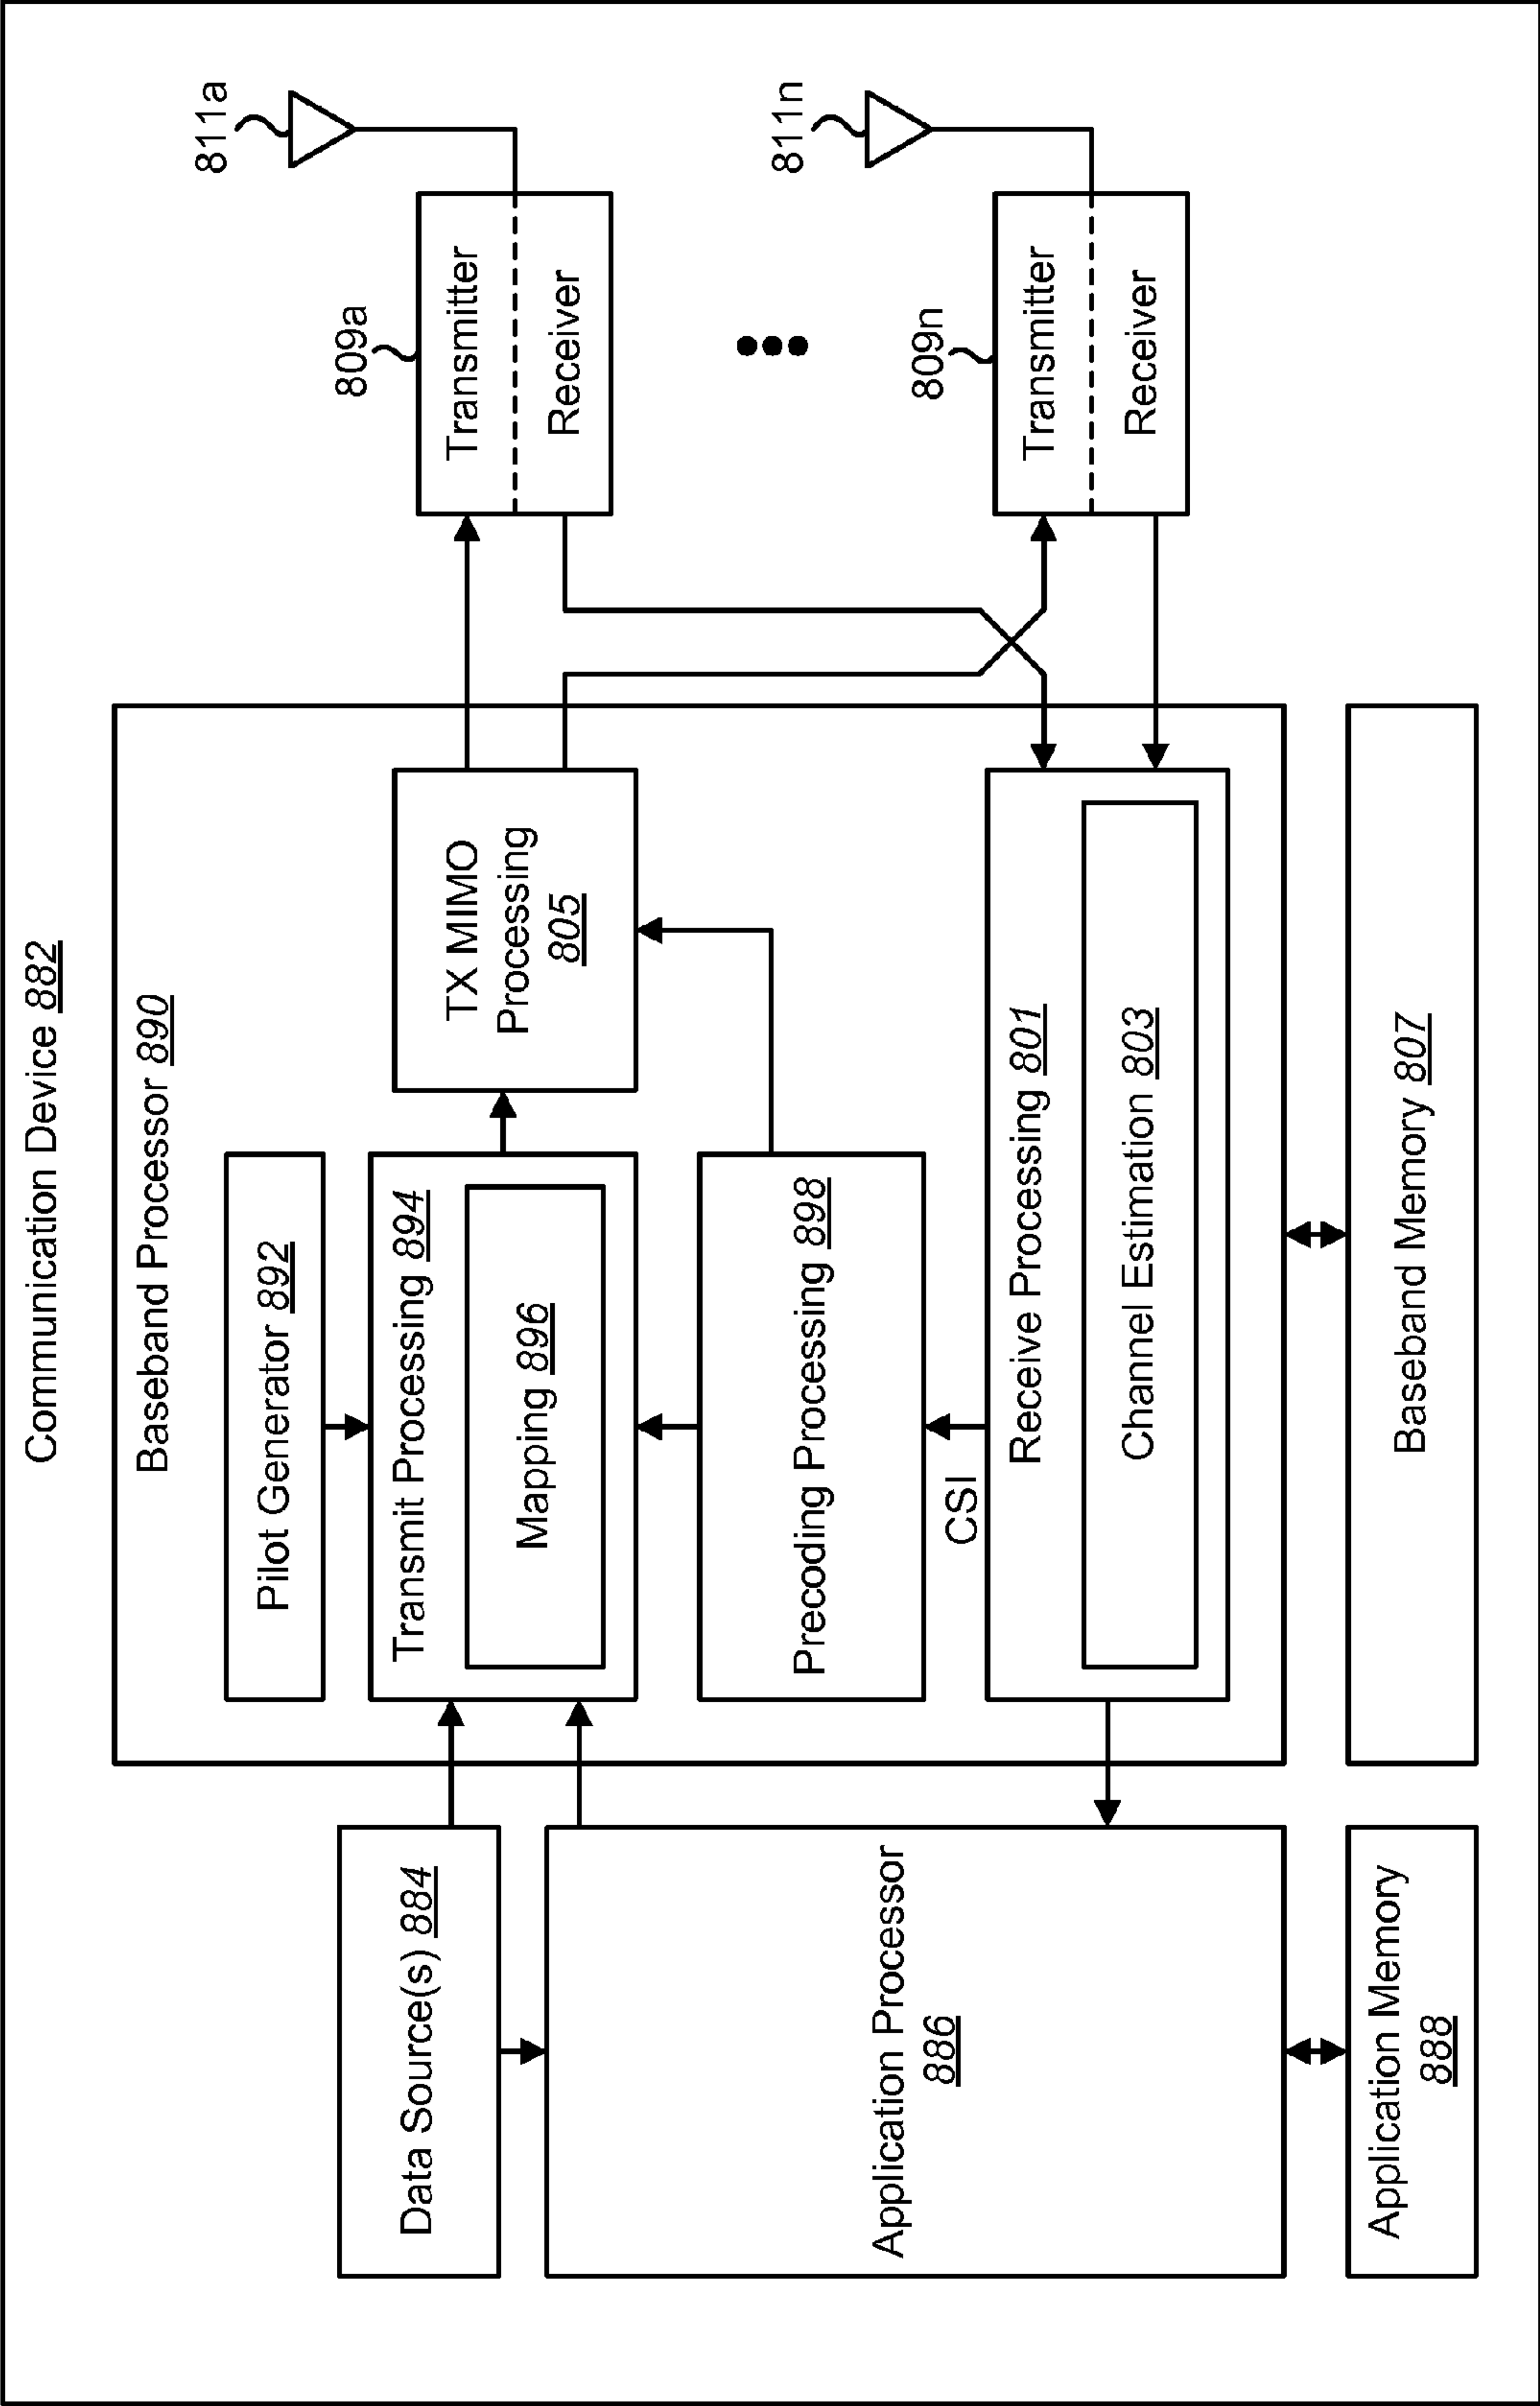 Communication Device 882
Baseband Processor 890
Data Source(s) 884
Application Processor
886
Application Memory
888
Pilot Generator 892
Transmit Processing 894
Mapping 896
Precoding Processing 898
CSI
Receive Processing 801
Channel Estimation 803
Baseband Memory 807
TX MIMO
Processing
805
809a
Transmitter
Receiver
811a
809n
Transmitter
Receiver
811n